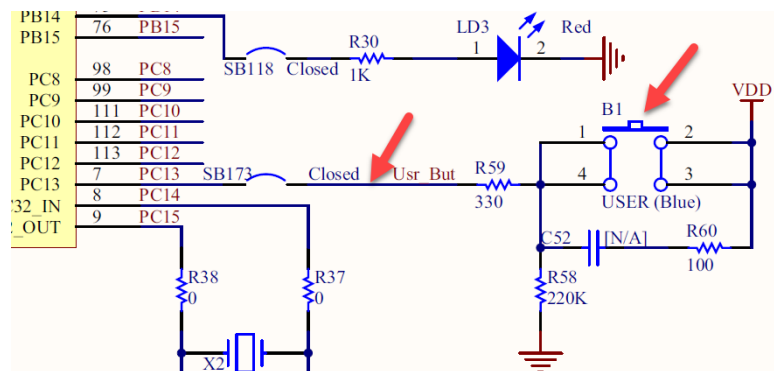 PB14
76 PB15
PB15
R30
LD3
1
2
Red
SB118 Closed
1K
98 PC8
PC8
99 PC9
PC9
111 PC10
PC10
112 PC11
PC11
113 PC12
PC12
7 PC13
PC13
8 PC14
C32_IN
9 PC15
_OUT
SB173
Closed
Usr_But
R59
330
B1
VDD
1
2
4
3
USER (Blue)
C52
[N/A]
R60
100
R38
0
R37
0
R58
220K
X2